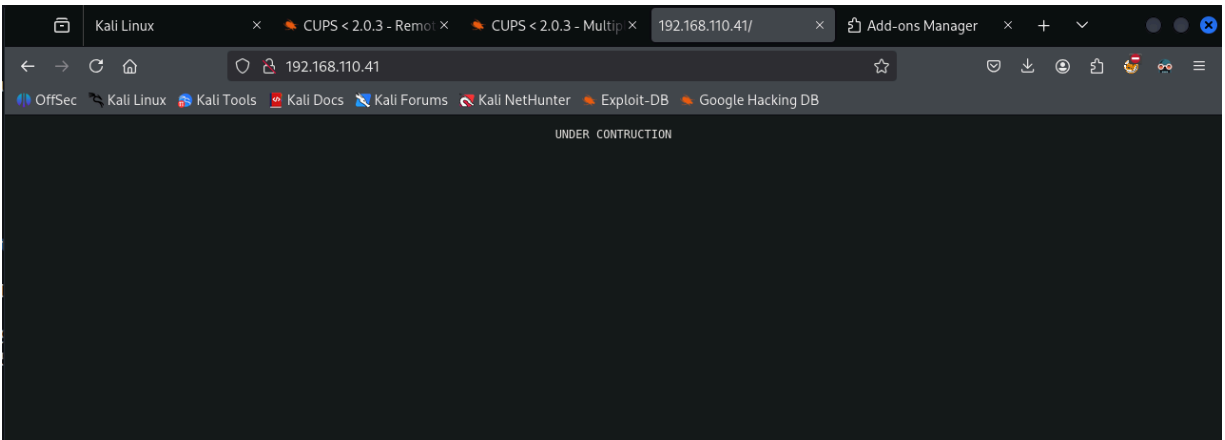 Kali Linux
CUPS < 2.0.3 - Remot
CUPS < 2.0.3 - Multip
192.168.110.41/
Add-ons Manager
192.168.110.41
OffSec Kali Linux Kali Tools Kali Docs Kali Forums Kali NetHunter Exploit-DB Google Hacking DB
UNDER CONTRUCTION